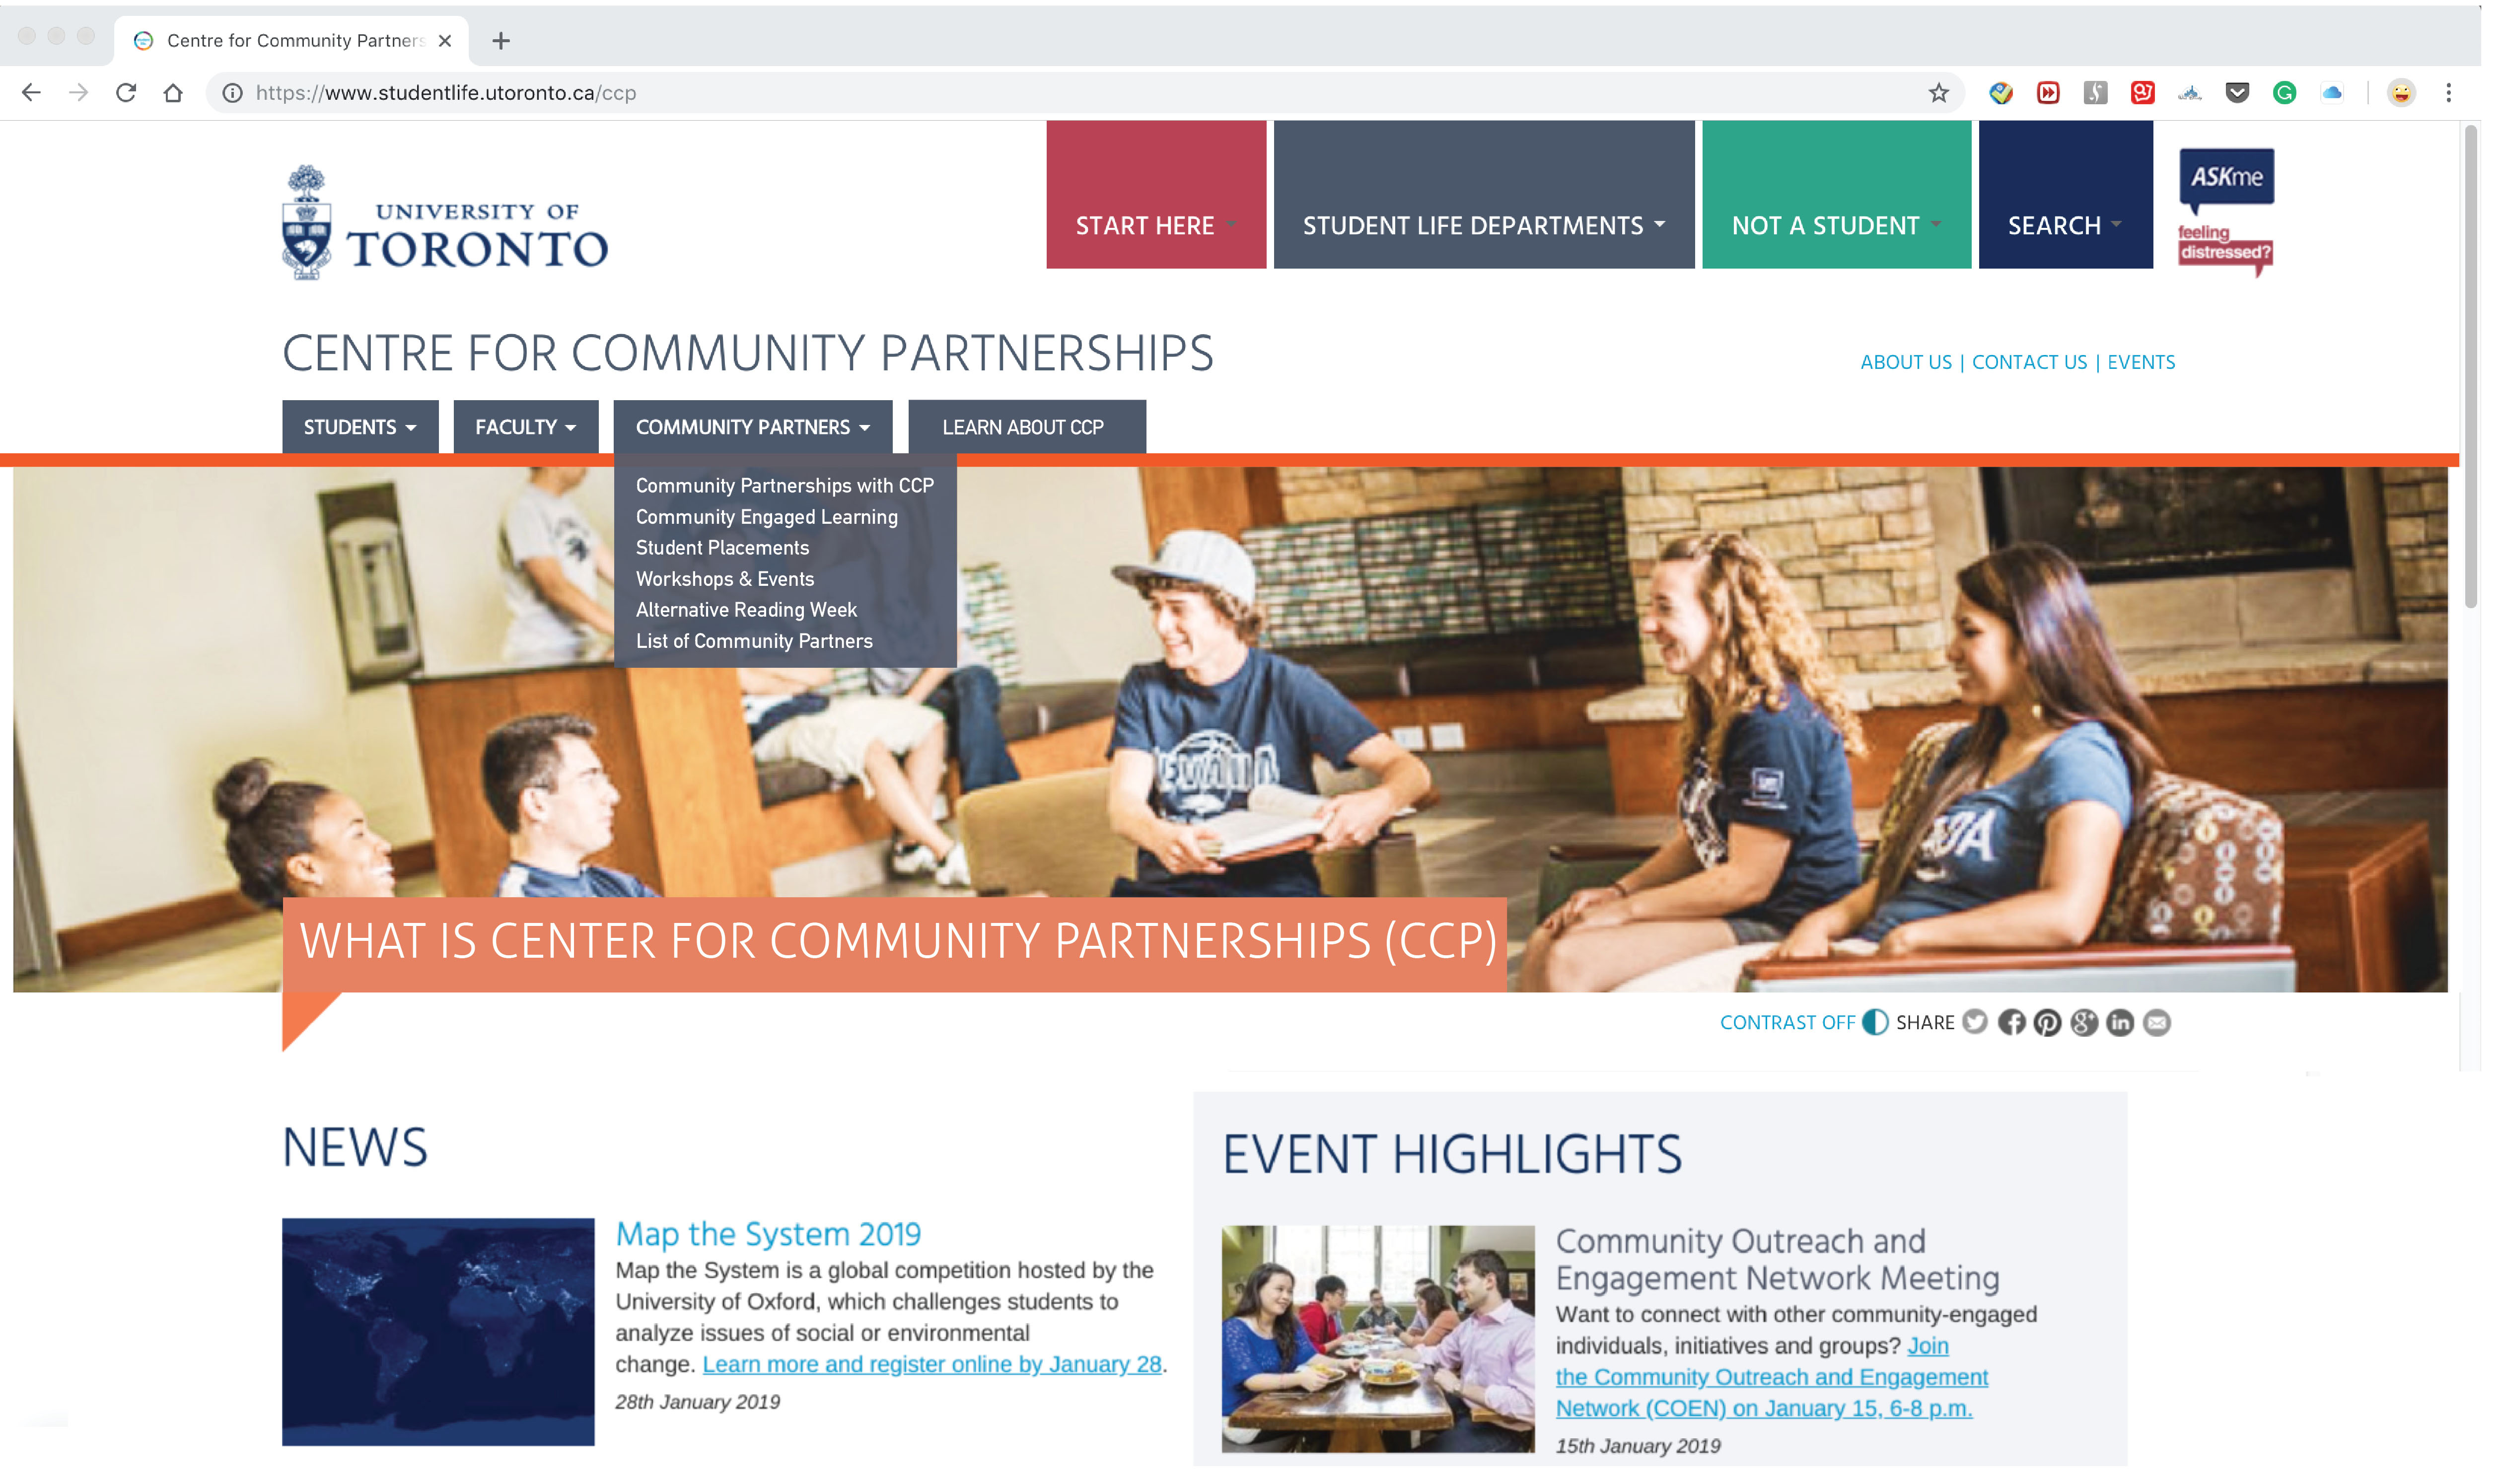 Centre for Community Partners
https://www.studentlife.utoronto.ca/ccp
UNIVERSITY OF
TORONTO
START HERE
STUDENT LIFE DEPARTMENTS
NOT A STUDENT
SEARCH
ASKme
feeling
distressed?
CENTRE FOR COMMUNITY PARTNERSHIPS
ABOUT US | CONTACT US | EVENTS
STUDENTS
FACULTY
COMMUNITY PARTNERS
LEARN ABOUT CCP
Community Partnerships with CCP
Community Engaged Learning
Student Placements
Workshops & Events
Alternative Reading Week
List of Community Partners
WHAT IS CENTER FOR COMMUNITY PARTNERSHIPS (CCP)
CONTRAST OFF SHARE
NEWS
Map the System 2019
Map the System is a global competition hosted by the
University of Oxford, which challenges students to
analyze issues of social or environmental
change. Learn more and register online by January 28.
28th January 2019
EVENT HIGHLIGHTS
Community Outreach and
Engagement Network Meeting
Want to connect with other community-engaged
individuals, initiatives and groups? Join
the Community Outreach and Engagement
Network (COEN) on January 15, 6-8 p.m.
15th January 2019